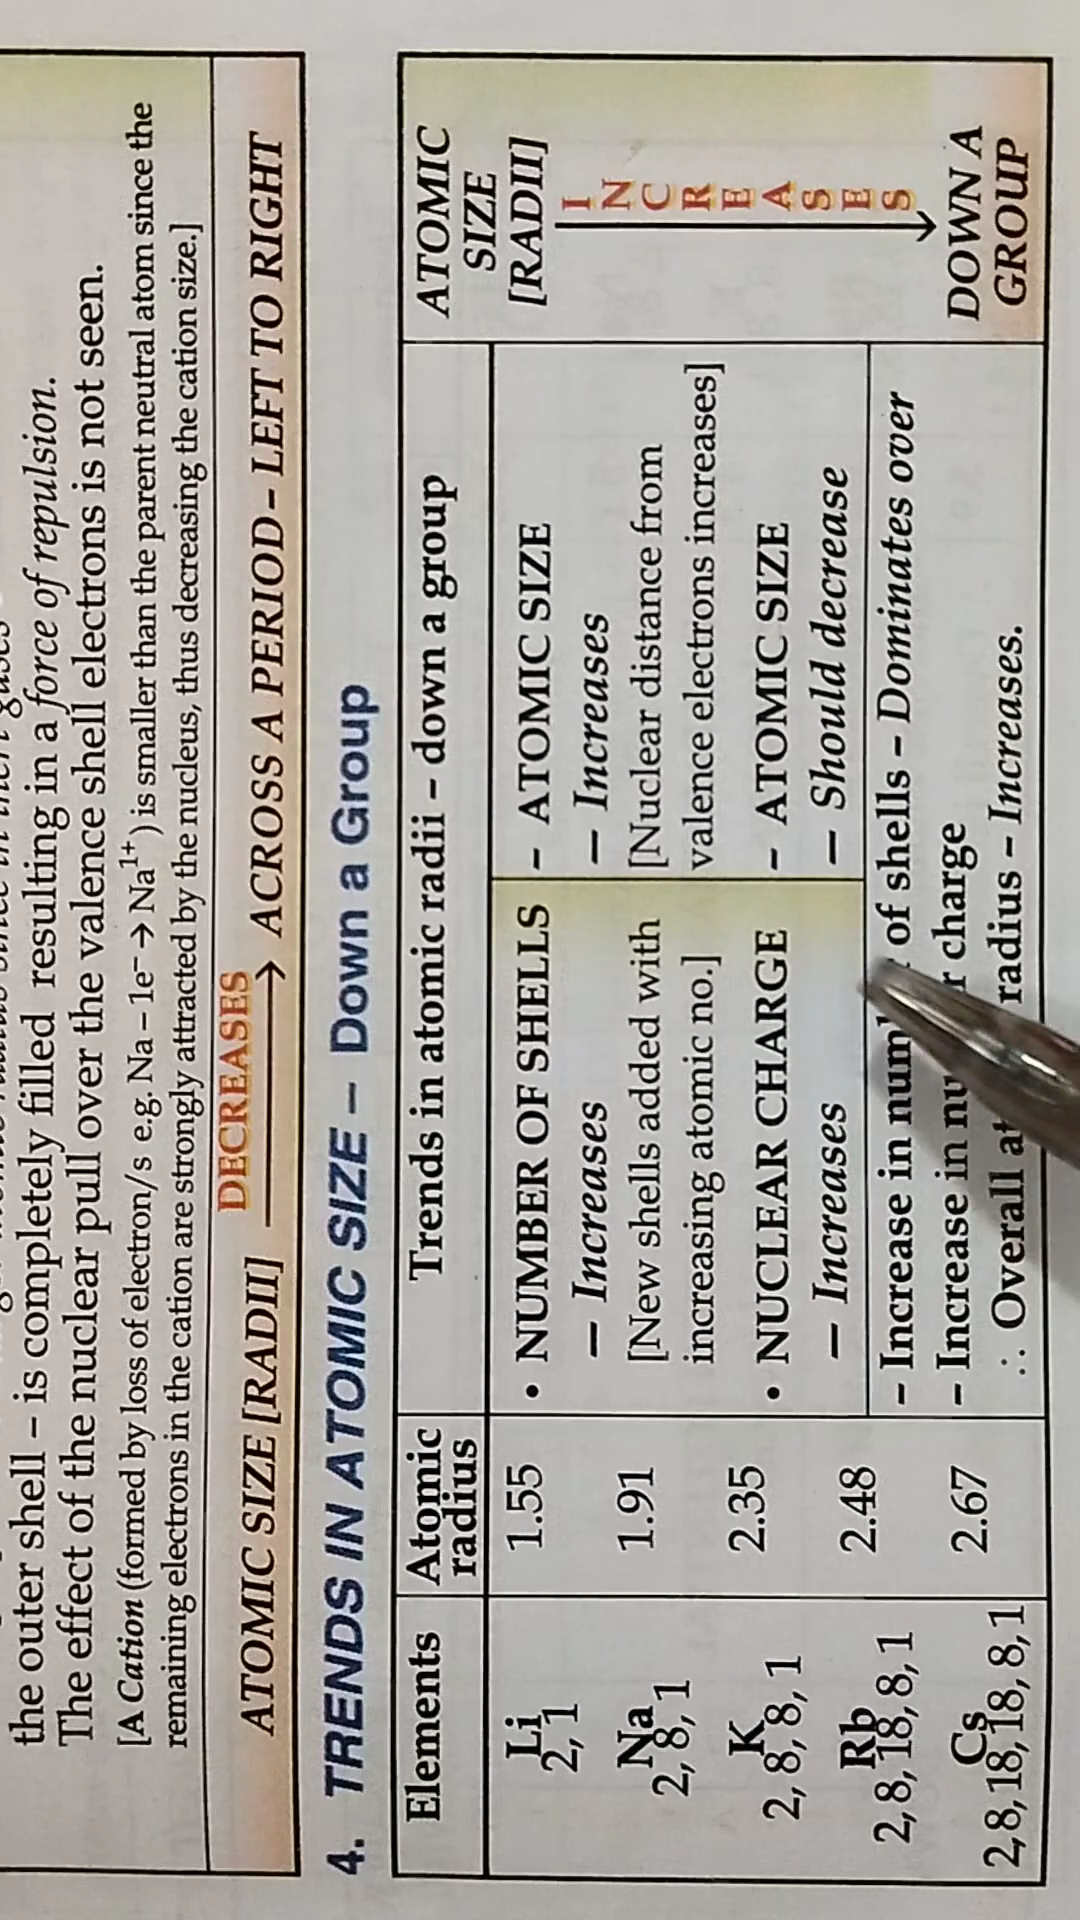 the outer shell – is completely filled resulting in a force of repulsion.
The effect of the nuclear pull over the valence shell electrons is not seen.
[A Cation (formed by loss of electron/s e.g. Na – 1e⁻ → Na¹⁺) is smaller than the parent neutral atom since the
remaining electrons in the cation are strongly attracted by the nucleus, thus decreasing the cation size.]
DECREASES
ATOMIC SIZE [RADII] → ACROSS A PERIOD – LEFT TO RIGHT
4. TRENDS IN ATOMIC SIZE – Down a Group
Elements
Li
2, 1
Na
2, 8, 1
K
2, 8, 8, 1
Rb
2, 8, 18, 8, 1
Cs
2,8,18,18, 8, 1
Atomic
radius
1.55
1.91
2.35
2.48
2.67
Trends in atomic radii – down a group
• NUMBER OF SHELLS
– Increases
[New shells added with
increasing atomic no.]
– ATOMIC SIZE
– Increases
[Nuclear distance from
valence electrons increases]
• NUCLEAR CHARGE
– Increases
– ATOMIC SIZE
– Should decrease
– Increase in of shells – Dominates over
– Increase in charge
∴ Overall radius – Increases.
ATOMIC
SIZE
[RADII]
INCREASES
DOWN A
GROUP